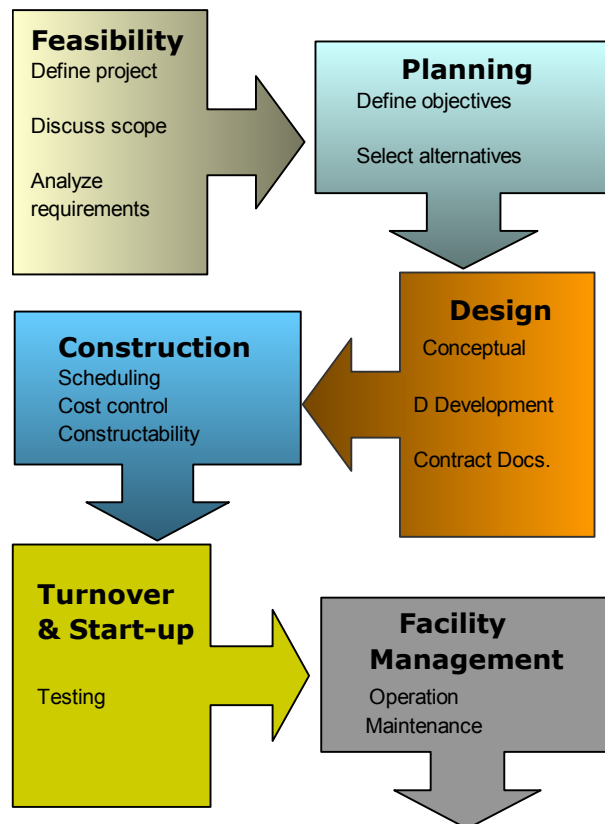 Feasibility
Define project
Discuss scope
Analyze
requirements
Planning
Define objectives
Select alternatives
Design
Conceptual
D Development
Contract Docs.
Construction
Scheduling
Cost control
Constructability
Turnover
& Start-up
Testing
Facility
Management
Operation
Maintenance